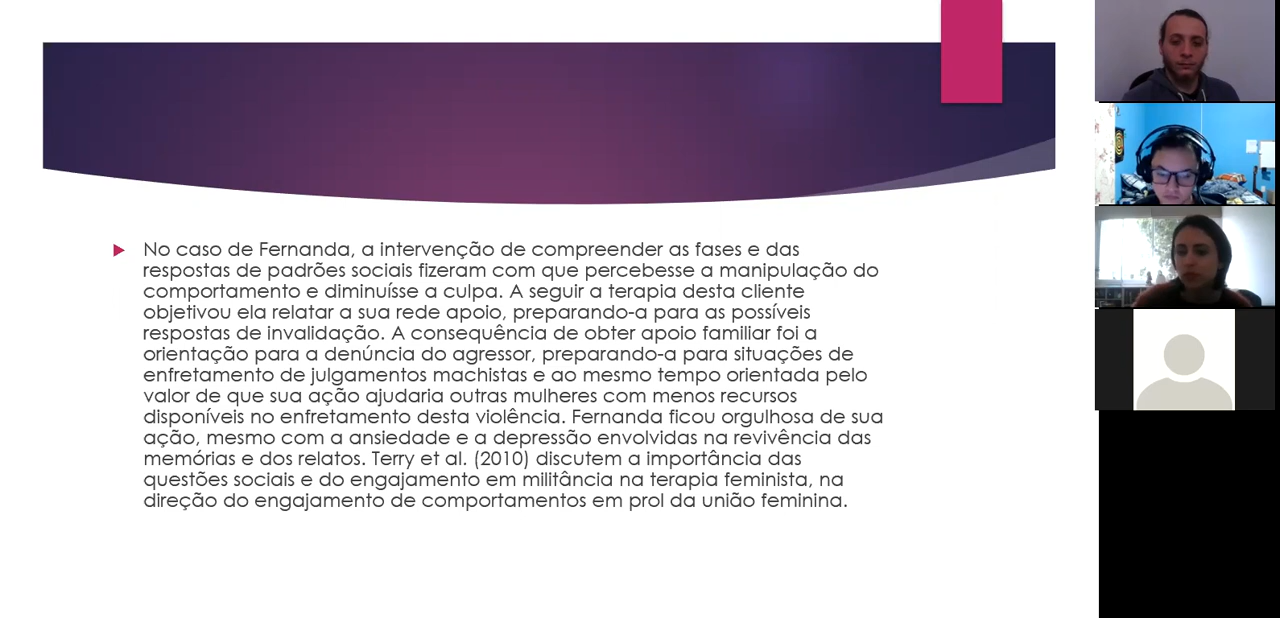 No caso de Fernanda, a intervenção de compreender as fases e das
respostas de padrões sociais fizeram com que percebesse a manipulação do
comportamento e diminuísse a culpa. A seguir a terapia desta cliente
objetivou ela relatar a sua rede apoio, preparando-a para as possíveis
respostas de invalidação. A consequência de obter apoio familiar foi a
orientação para a denúncia do agressor, preparando-a para situações de
enfretamento de julgamentos machistas e ao mesmo tempo orientada pelo
valor de que sua ação ajudaria outras mulheres com menos recursos
disponíveis no enfretamento desta violência. Fernanda ficou orgulhosa de sua
ação, mesmo com a ansiedade e a depressão envolvidas na revivência das
memórias e dos relatos. Terry et al. (2010) discutem a importância das
questões sociais e do engajamento em militância na terapia feminista, na
direção do engajamento de comportamentos em prol da união feminina.